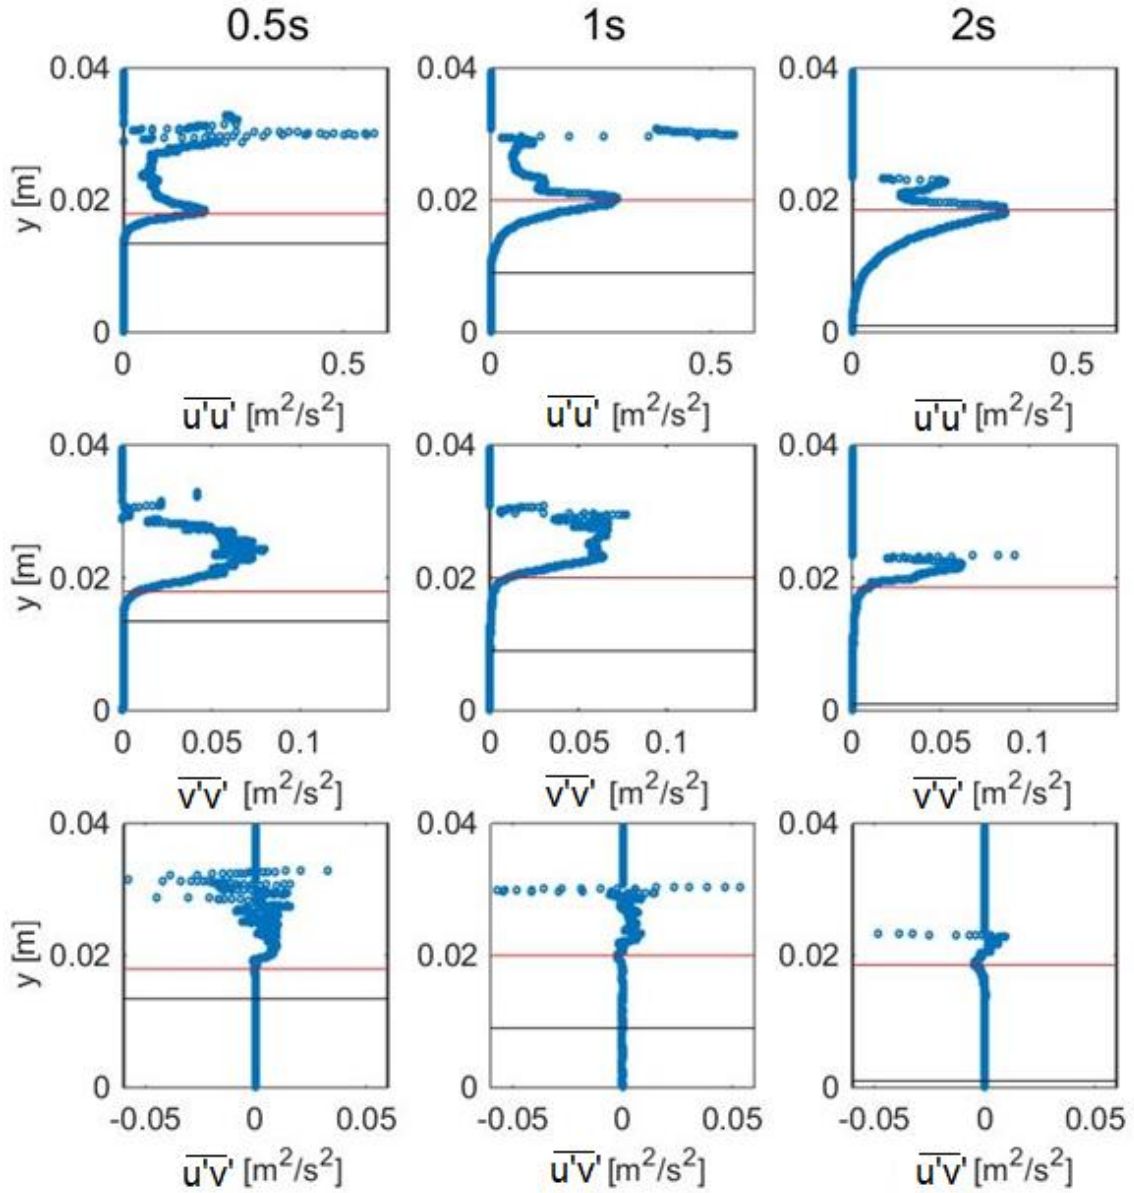 0.5s 1s 2s
0.04 0.04 0.04
y [m] 0.02 0.02 0.02
0 0 0
0 0.5 0 0.5 0 0.5
u'u' [m²/s²] u'u' [m²/s²] u'u' [m²/s²]
0.04 0.04 0.04
y [m] 0.02 0.02 0.02
0 0 0
0 0.05 0.1 0 0.05 0.1 0 0.05 0.1
v'v' [m²/s²] v'v' [m²/s²] v'v' [m²/s²]
0.04 0.04 0.04
y [m] 0.02 0.02 0.02
0 0 0
-0.05 0 0.05 -0.05 0 0.05 -0.05 0 0.05
u'v' [m²/s²] u'v' [m²/s²] u'v' [m²/s²]